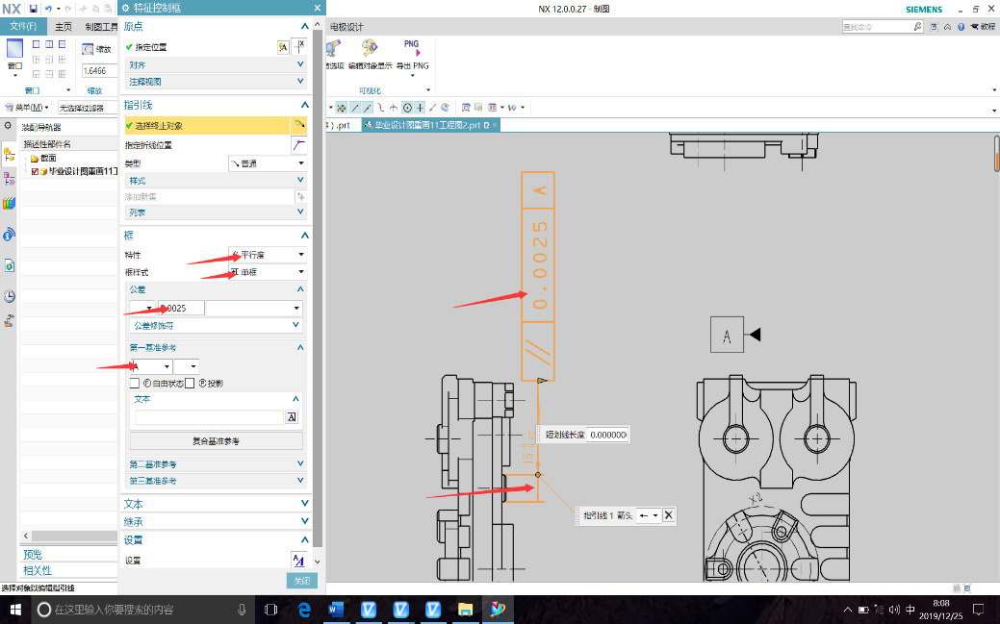 NX
特征控制框
NX 12.0.0.27 - 制图
SIEMENS
文件(F)
主页
制图工具
电极设计
查找命令
教程
窗口
缩放
1.6466
窗口
缩放
编辑对象显示
导出 PNG
PNG
可视化
菜单(M)
无选择过滤器
.prt
毕业设计图重画11工程图2.prt
装配导航器
描述性部件名
截面
毕业设计图重画11工
预览
相关性
原点
指定位置
对齐
注释视图
指引线
选择终止对象
指定折线位置
类型
普通
样式
添加新集
列表
框
特性
平行度
框样式
单框
公差
0.0025
公差修饰符
第一基准参考
A
自由状态
投影
文本
复合基准参考
第二基准参考
第三基准参考
文本
继承
设置
设置
关闭
A
0.0025
//
A
短划线长度
0.000000
指引线 1 箭头
X2
选择对象以编辑指引线
在这里输入你要搜索的内容
中
8:08
2019/12/25